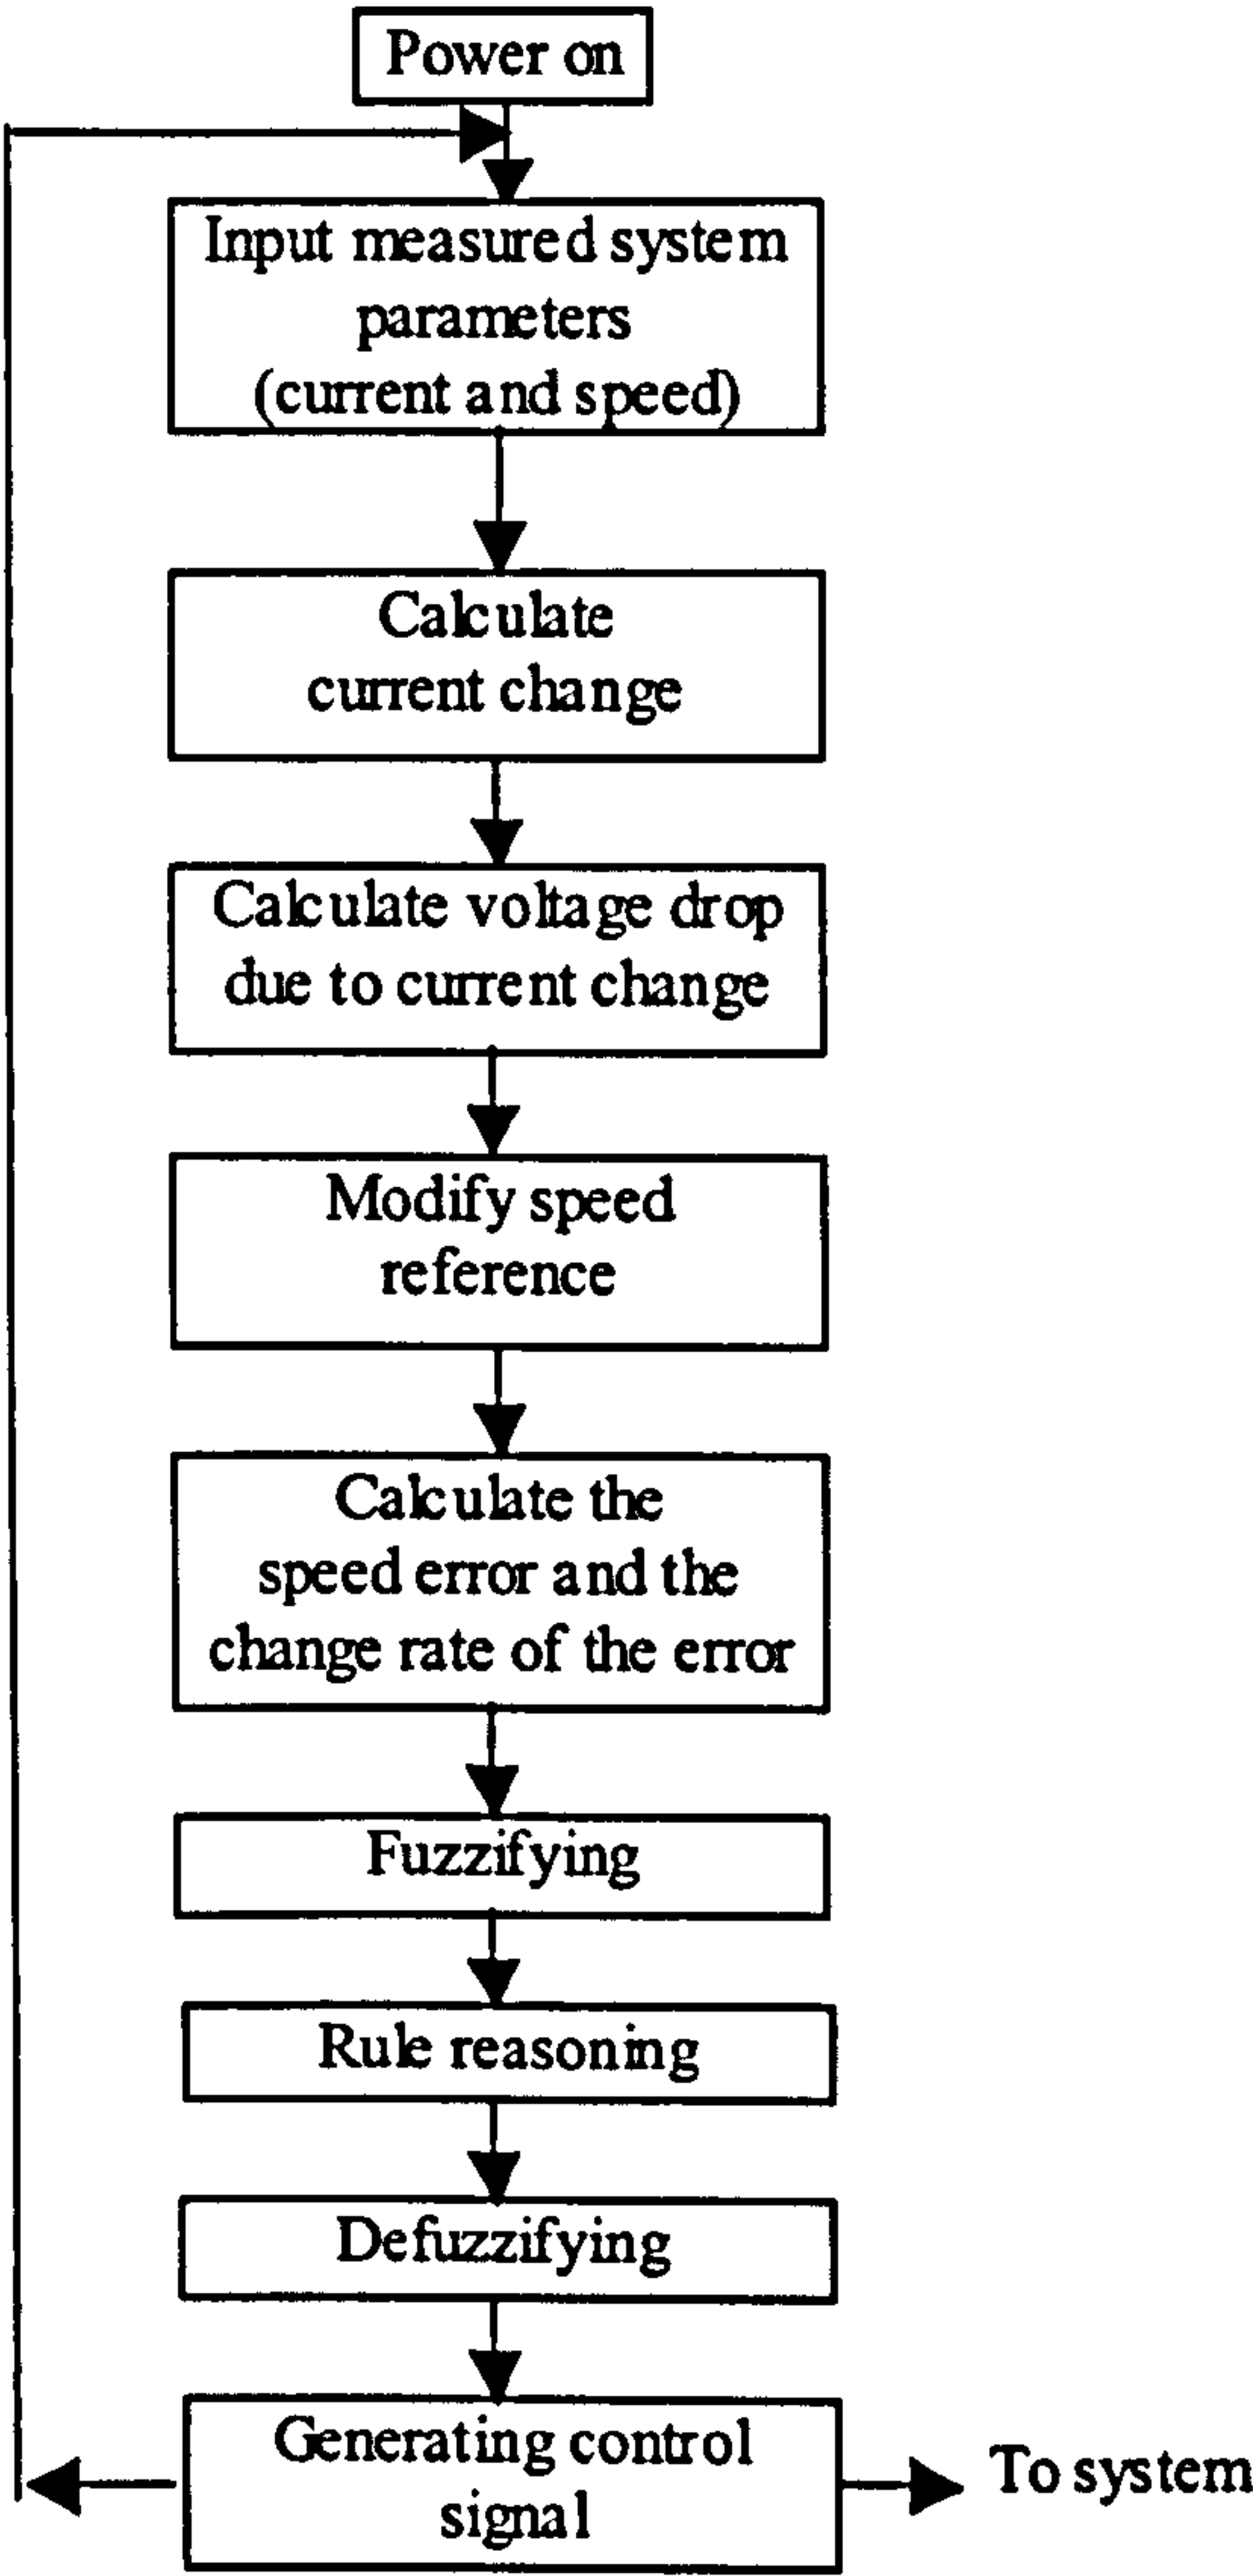 Power on
Input measured system
parameters
(current and speed)
Calculate
current change
Calculate voltage drop
due to current change
Modify speed
reference
Calculate the
speed error and the
change rate of the error
Fuzzifying
Rule reasoning
Defuzzifying
Generating control
signal
To system